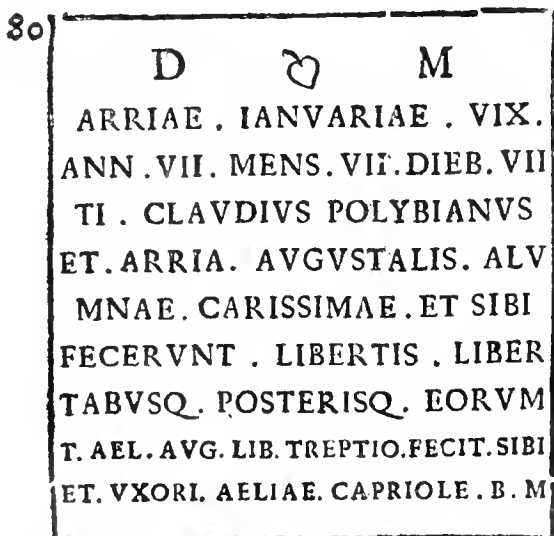 80
D ❧ M
ARRIAE . IANVARIAE . VIX.
ANN . VII. MENS. VII. DIEB. VII
TI . CLAVDIVS POLYBIANVS
ET. ARRIA. AVGVSTALIS. ALV
MNAE. CARISSIMAE. ET SIBI
FECERVNT . LIBERTIS . LIBER
TABVSQ. POSTERISQ. EORVM
T. AEL. AVG. LIB. TREPTIO. FECIT. SIBI
ET. VXORI. AELIAE. CAPRIOLE. B. M